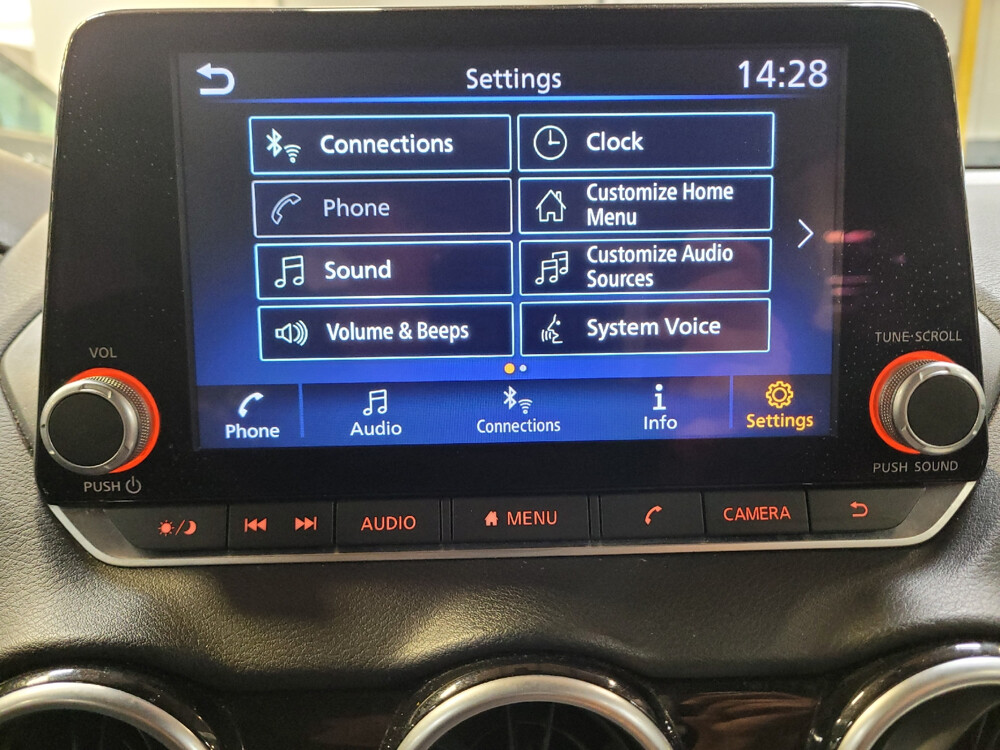 Settings
14:28
Connections
Clock
Phone
Customize Home
Menu
Sound
Customize Audio
Sources
Volume & Beeps
System Voice
Phone
Audio
Connections
Info
Settings
VOL
TUNE·SCROLL
PUSH
PUSH SOUND
AUDIO
MENU
CAMERA